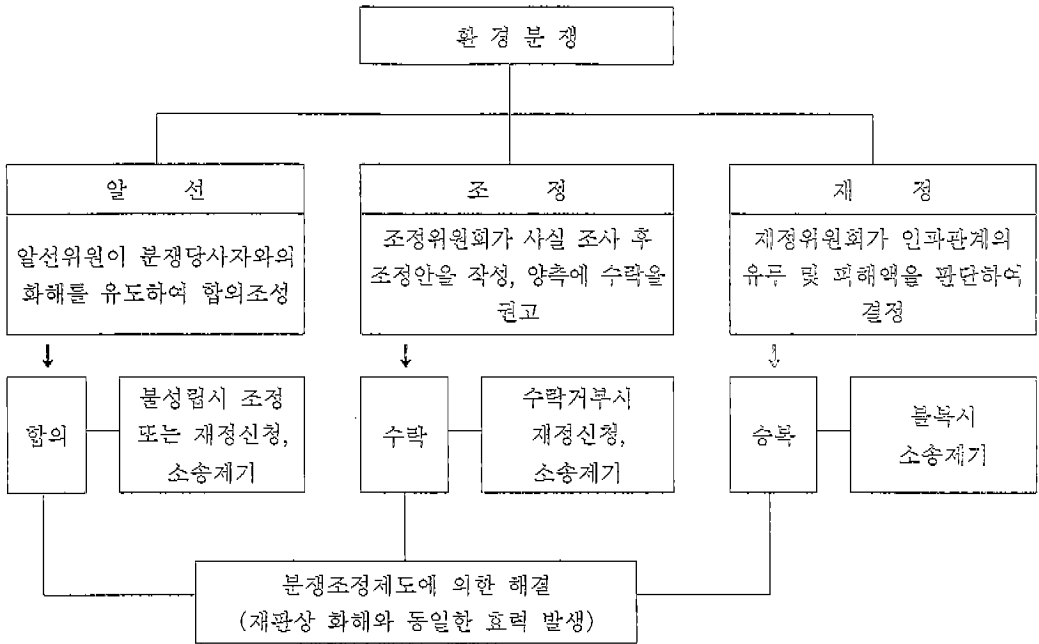 환 경 분 쟁
알 선
조 정
재 정
알선위원이 분쟁당사자와의
화해를 유도하여 합의조성
조정위원회가 사실 조사 후
조정안을 작성, 양측에 수락을
권고
재정위원회가 인과관계의
유무 및 피해액을 판단하여
결정
↓
↓
⇩
합의
불성립시 조정
또는 재정신청,
소송제기
수락
수락거부시
재정신청,
소송제기
승복
불복시
소송제기
분쟁조정제도에 의한 해결
(재판상 화해와 동일한 효력 발생)